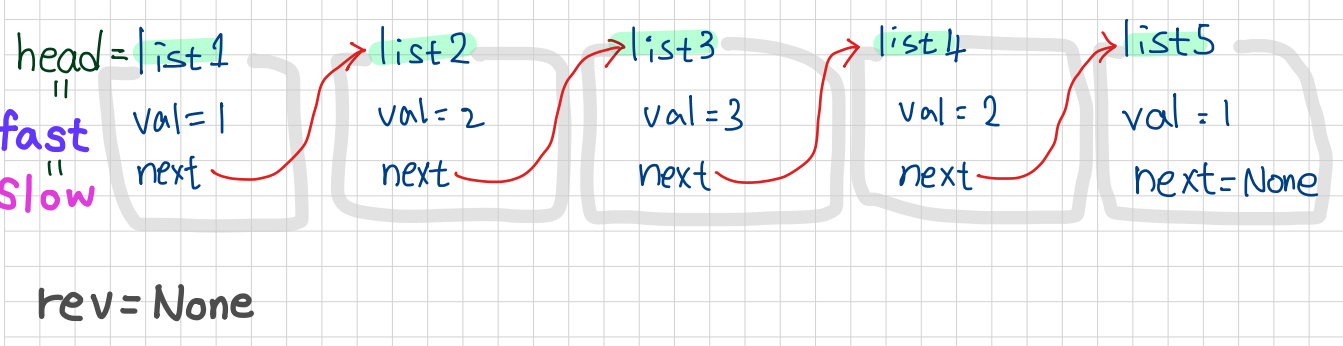 head = list1 list2 list3 list4 list5
=
fast val = 1 val = 2 val = 3 val = 2 val = 1
=
slow next next next next next = None
rev = None